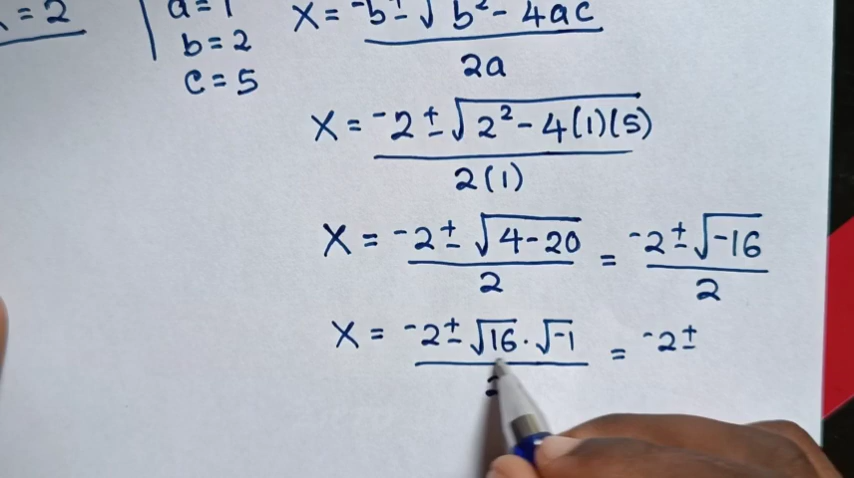 = 2
a = 1
b = 2
c = 5
X = -b ± √b² - 4ac
2a
X = -2 ± √2² - 4(1)(5)
2(1)
X = -2 ± √4-20 = -2 ± √-16
2 2
X = -2 ± √16 · √-1 = -2 ±